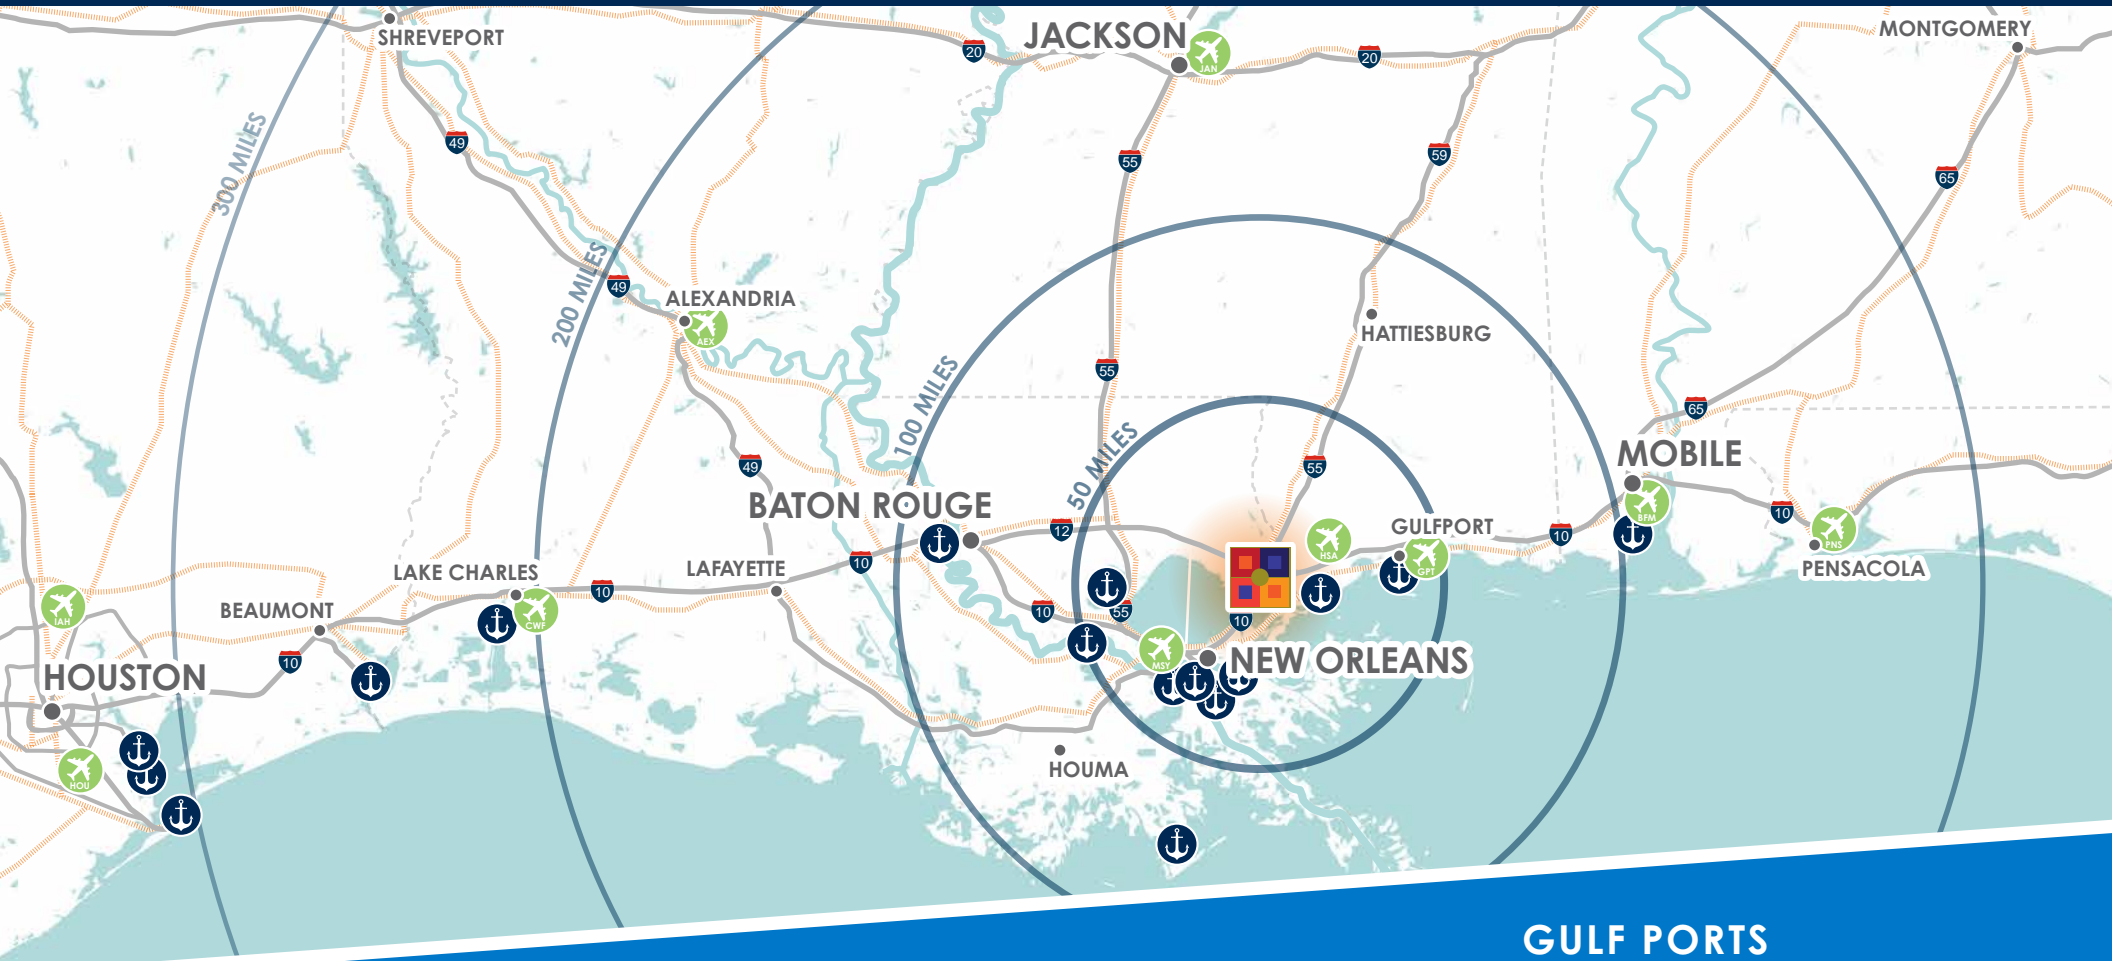 SHREVEPORT
JACKSON
JAN
MONTGOMERY
20
20
49
55
59
65
300 MILES
200 MILES
49
ALEXANDRIA
AEX
HATTIESBURG
55
100 MILES
50 MILES
65
MOBILE
BFM
49
55
BATON ROUGE
12
10
GULFPORT
GPT
HSA
10
10
PNS
PENSACOLA
LAKE CHARLES
CWF
10
LAFAYETTE
10
55
10
IAH
BEAUMONT
10
MSY
NEW ORLEANS
HOUSTON
HOU
HOUMA
GULF PORTS